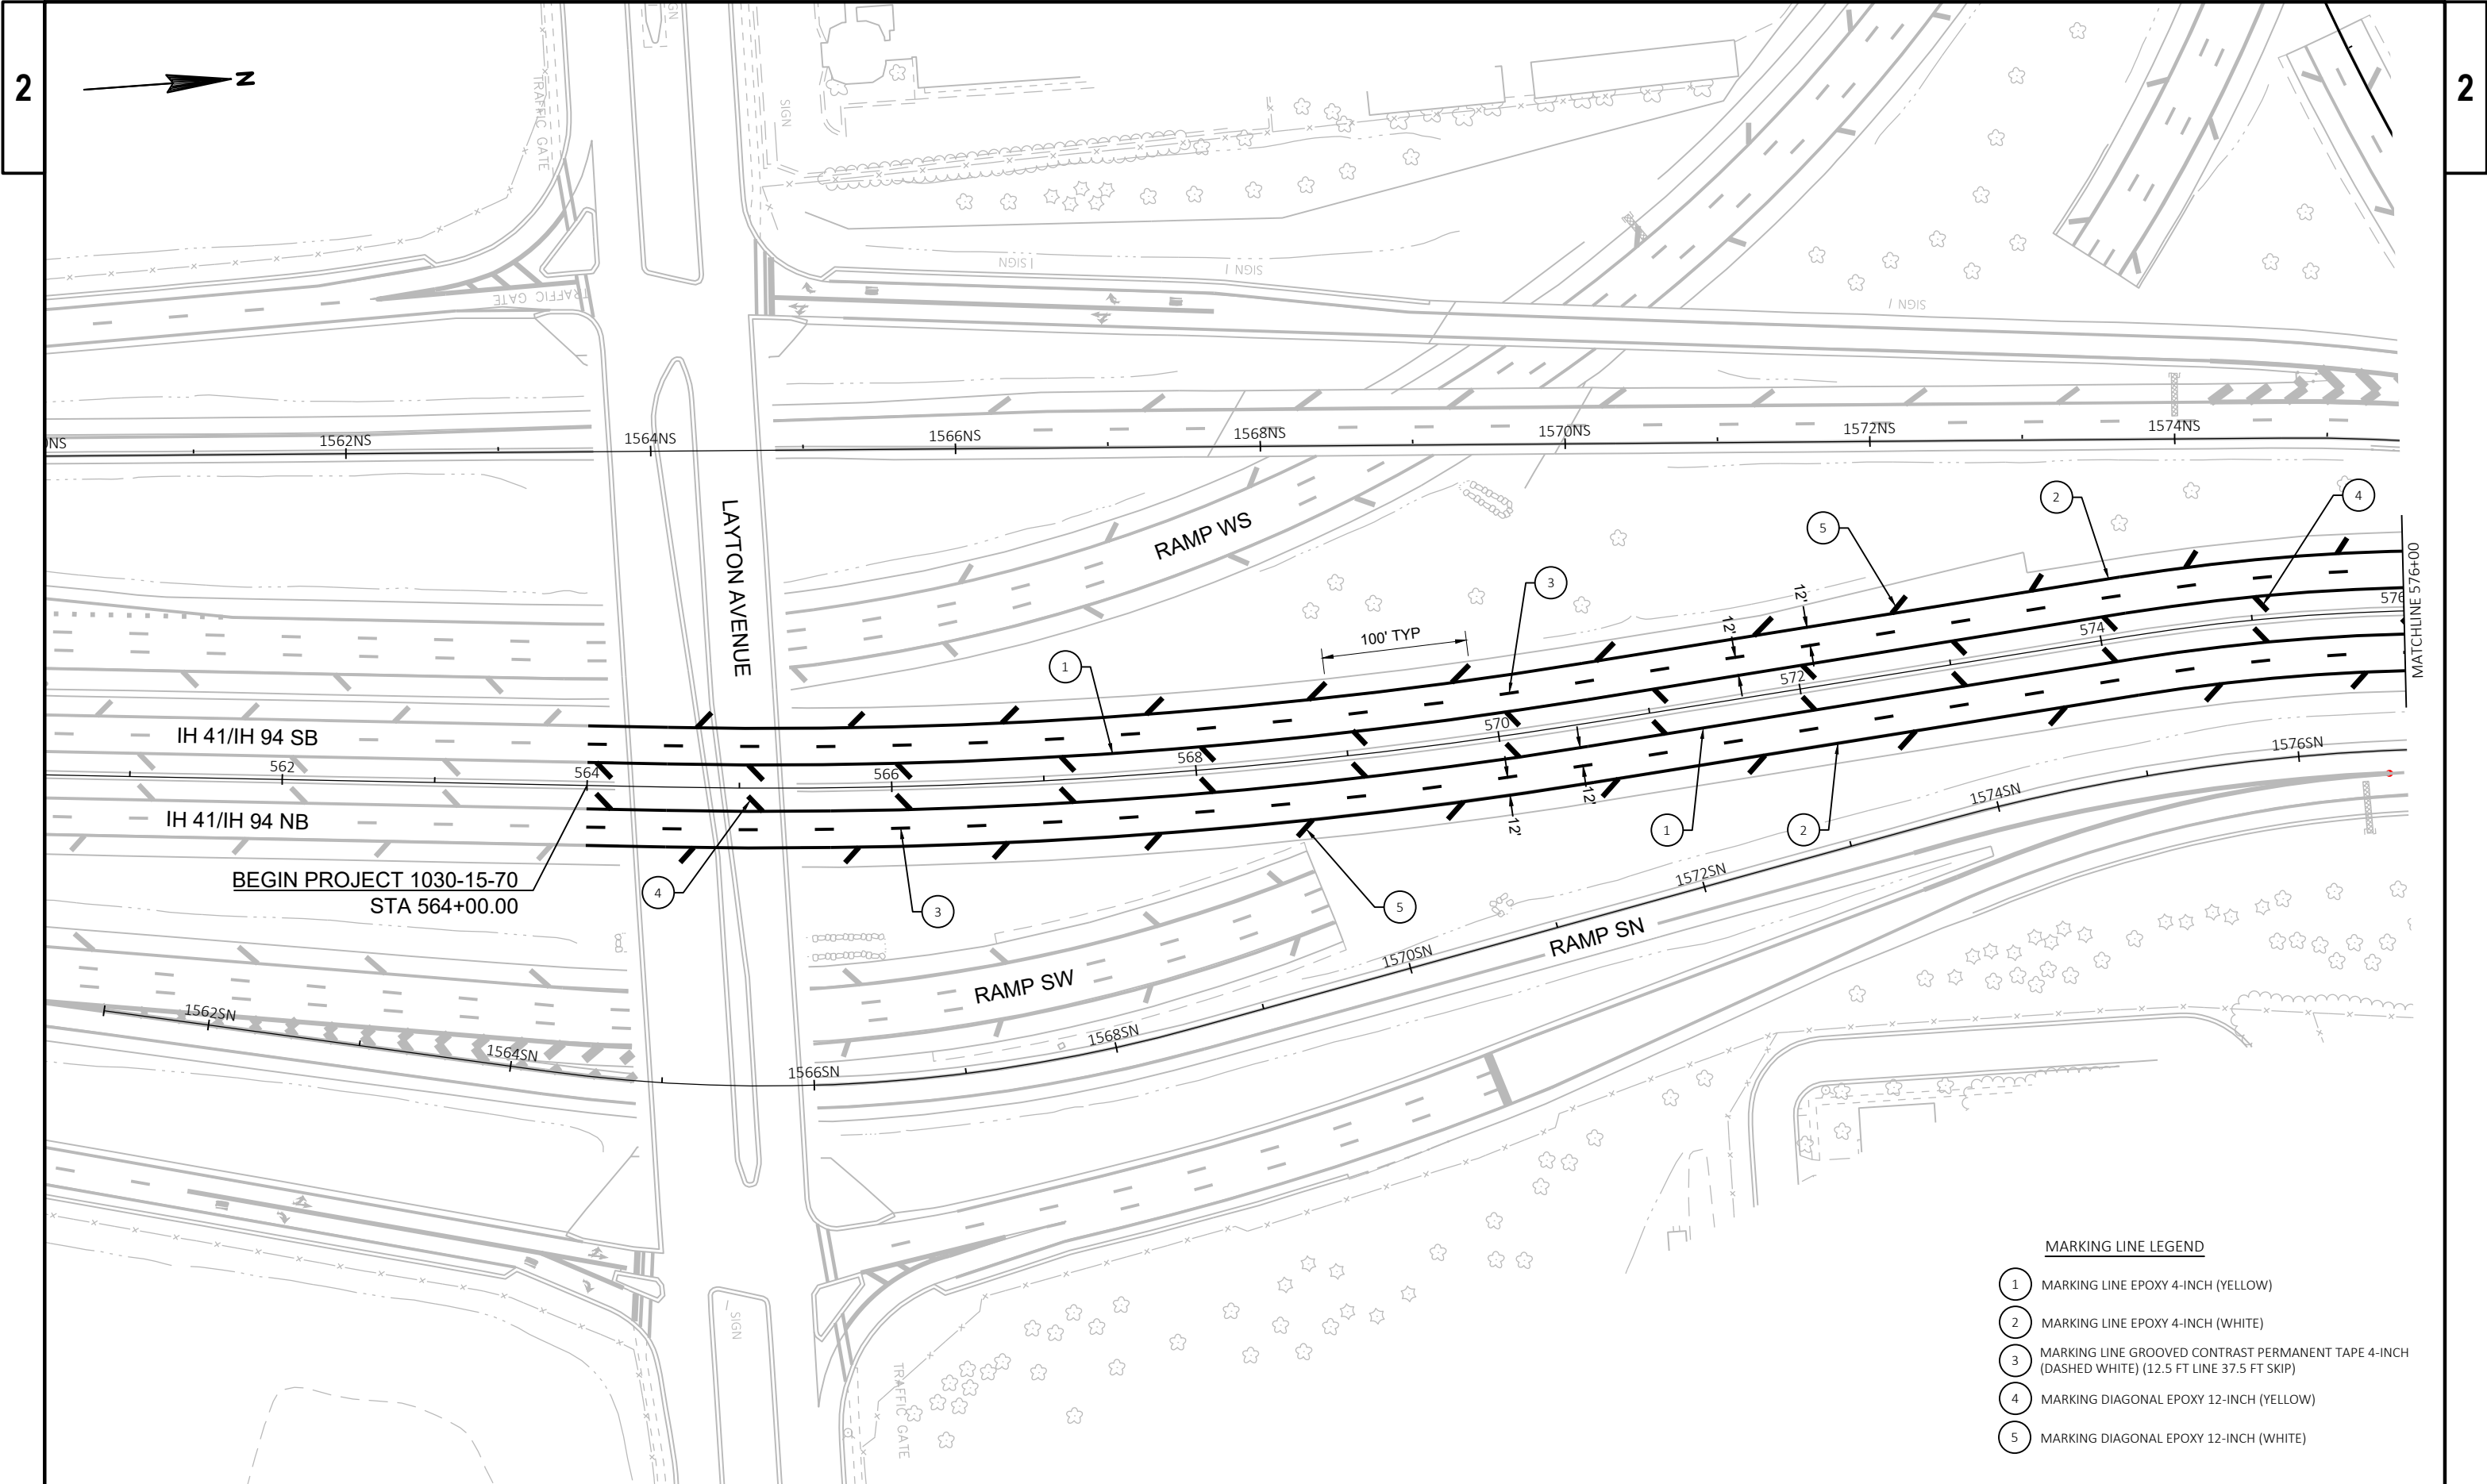 2
2
N
SIGN
TRAFFIC GATE
SIGN
SIGN
SIGN
TRAFFIC GATE
SIGN
NS
1562NS
1564NS
1566NS
1568NS
1570NS
1572NS
1574NS
LAYTON AVENUE
RAMP WS
2
4
5
3
1
12'
12'
100' TYP
MATCHLINE 576+00
IH 41/IH 94 SB
562
564
566
568
570
572
574
576
IH 41/IH 94 NB
12'
12'
1
2
BEGIN PROJECT 1030-15-70
STA 564+00.00
4
3
5
RAMP SW
RAMP SN
1562SN
1564SN
1566SN
1568SN
1570SN
1572SN
1574SN
1576SN
SIGN
TRAFFIC GATE
MARKING LINE LEGEND
1 MARKING LINE EPOXY 4-INCH (YELLOW)
2 MARKING LINE EPOXY 4-INCH (WHITE)
3 MARKING LINE GROOVED CONTRAST PERMANENT TAPE 4-INCH
(DASHED WHITE) (12.5 FT LINE 37.5 FT SKIP)
4 MARKING DIAGONAL EPOXY 12-INCH (YELLOW)
5 MARKING DIAGONAL EPOXY 12-INCH (WHITE)